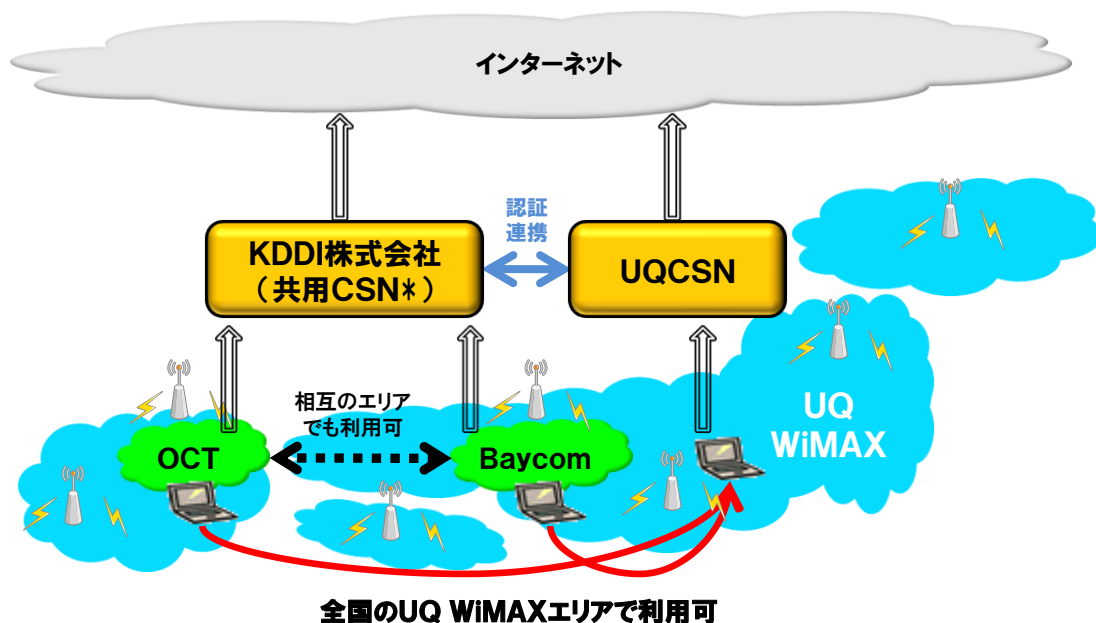 インターネット
認証
連携
KDDI株式会社
(共用CSN*)
UQCSN
相互のエリア
でも利用可
OCT
Baycom
UQ
WiMAX
全国のUQ WiMAXエリアで利用可